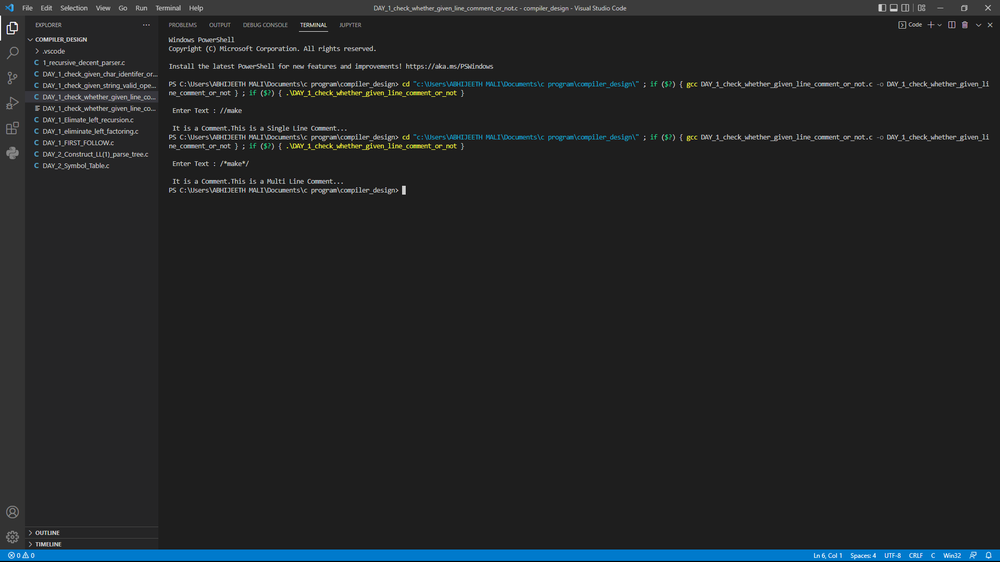 File Edit Selection View Go Run Terminal Help
DAY_1_check_whether_given_line_comment_or_not.c - compiler_design - Visual Studio Code
EXPLORER
COMPILER_DESIGN
.vscode
C 1_recursive_decent_parser.c
C DAY_1_check_given_char_identifer_or...
C DAY_1_check_given_string_valid_ope...
C DAY_1_check_whether_given_line_co...
DAY_1_check_whether_given_line_co...
C DAY_1_Elimate_left_recursion.c
C DAY_1_eliminate_left_factoring.c
C DAY_1_FIRST_FOLLOW.c
C DAY_2_Construct_LL(1)_parse_tree.c
C DAY_2_Symbol_Table.c
OUTLINE
TIMELINE
PROBLEMS OUTPUT DEBUG CONSOLE TERMINAL JUPYTER
Code
Windows PowerShell
Copyright (C) Microsoft Corporation. All rights reserved.
Install the latest PowerShell for new features and improvements! https://aka.ms/PSWindows
PS C:\Users\ABHIJEETH MALI\Documents\c program\compiler_design> cd "c:\Users\ABHIJEETH MALI\Documents\c program\compiler_design\" ; if ($?) { gcc DAY_1_check_whether_given_line_comment_or_not.c -o DAY_1_check_whether_given_li
ne_comment_or_not } ; if ($?) { .\DAY_1_check_whether_given_line_comment_or_not }
Enter Text : //make
It is a Comment.This is a Single Line Comment...
PS C:\Users\ABHIJEETH MALI\Documents\c program\compiler_design> cd "c:\Users\ABHIJEETH MALI\Documents\c program\compiler_design\" ; if ($?) { gcc DAY_1_check_whether_given_line_comment_or_not.c -o DAY_1_check_whether_given_li
ne_comment_or_not } ; if ($?) { .\DAY_1_check_whether_given_line_comment_or_not }
Enter Text : /*make*/
It is a Comment.This is a Multi Line Comment...
PS C:\Users\ABHIJEETH MALI\Documents\c program\compiler_design>
0 0
Ln 6, Col 1 Spaces: 4 UTF-8 CRLF C Win32